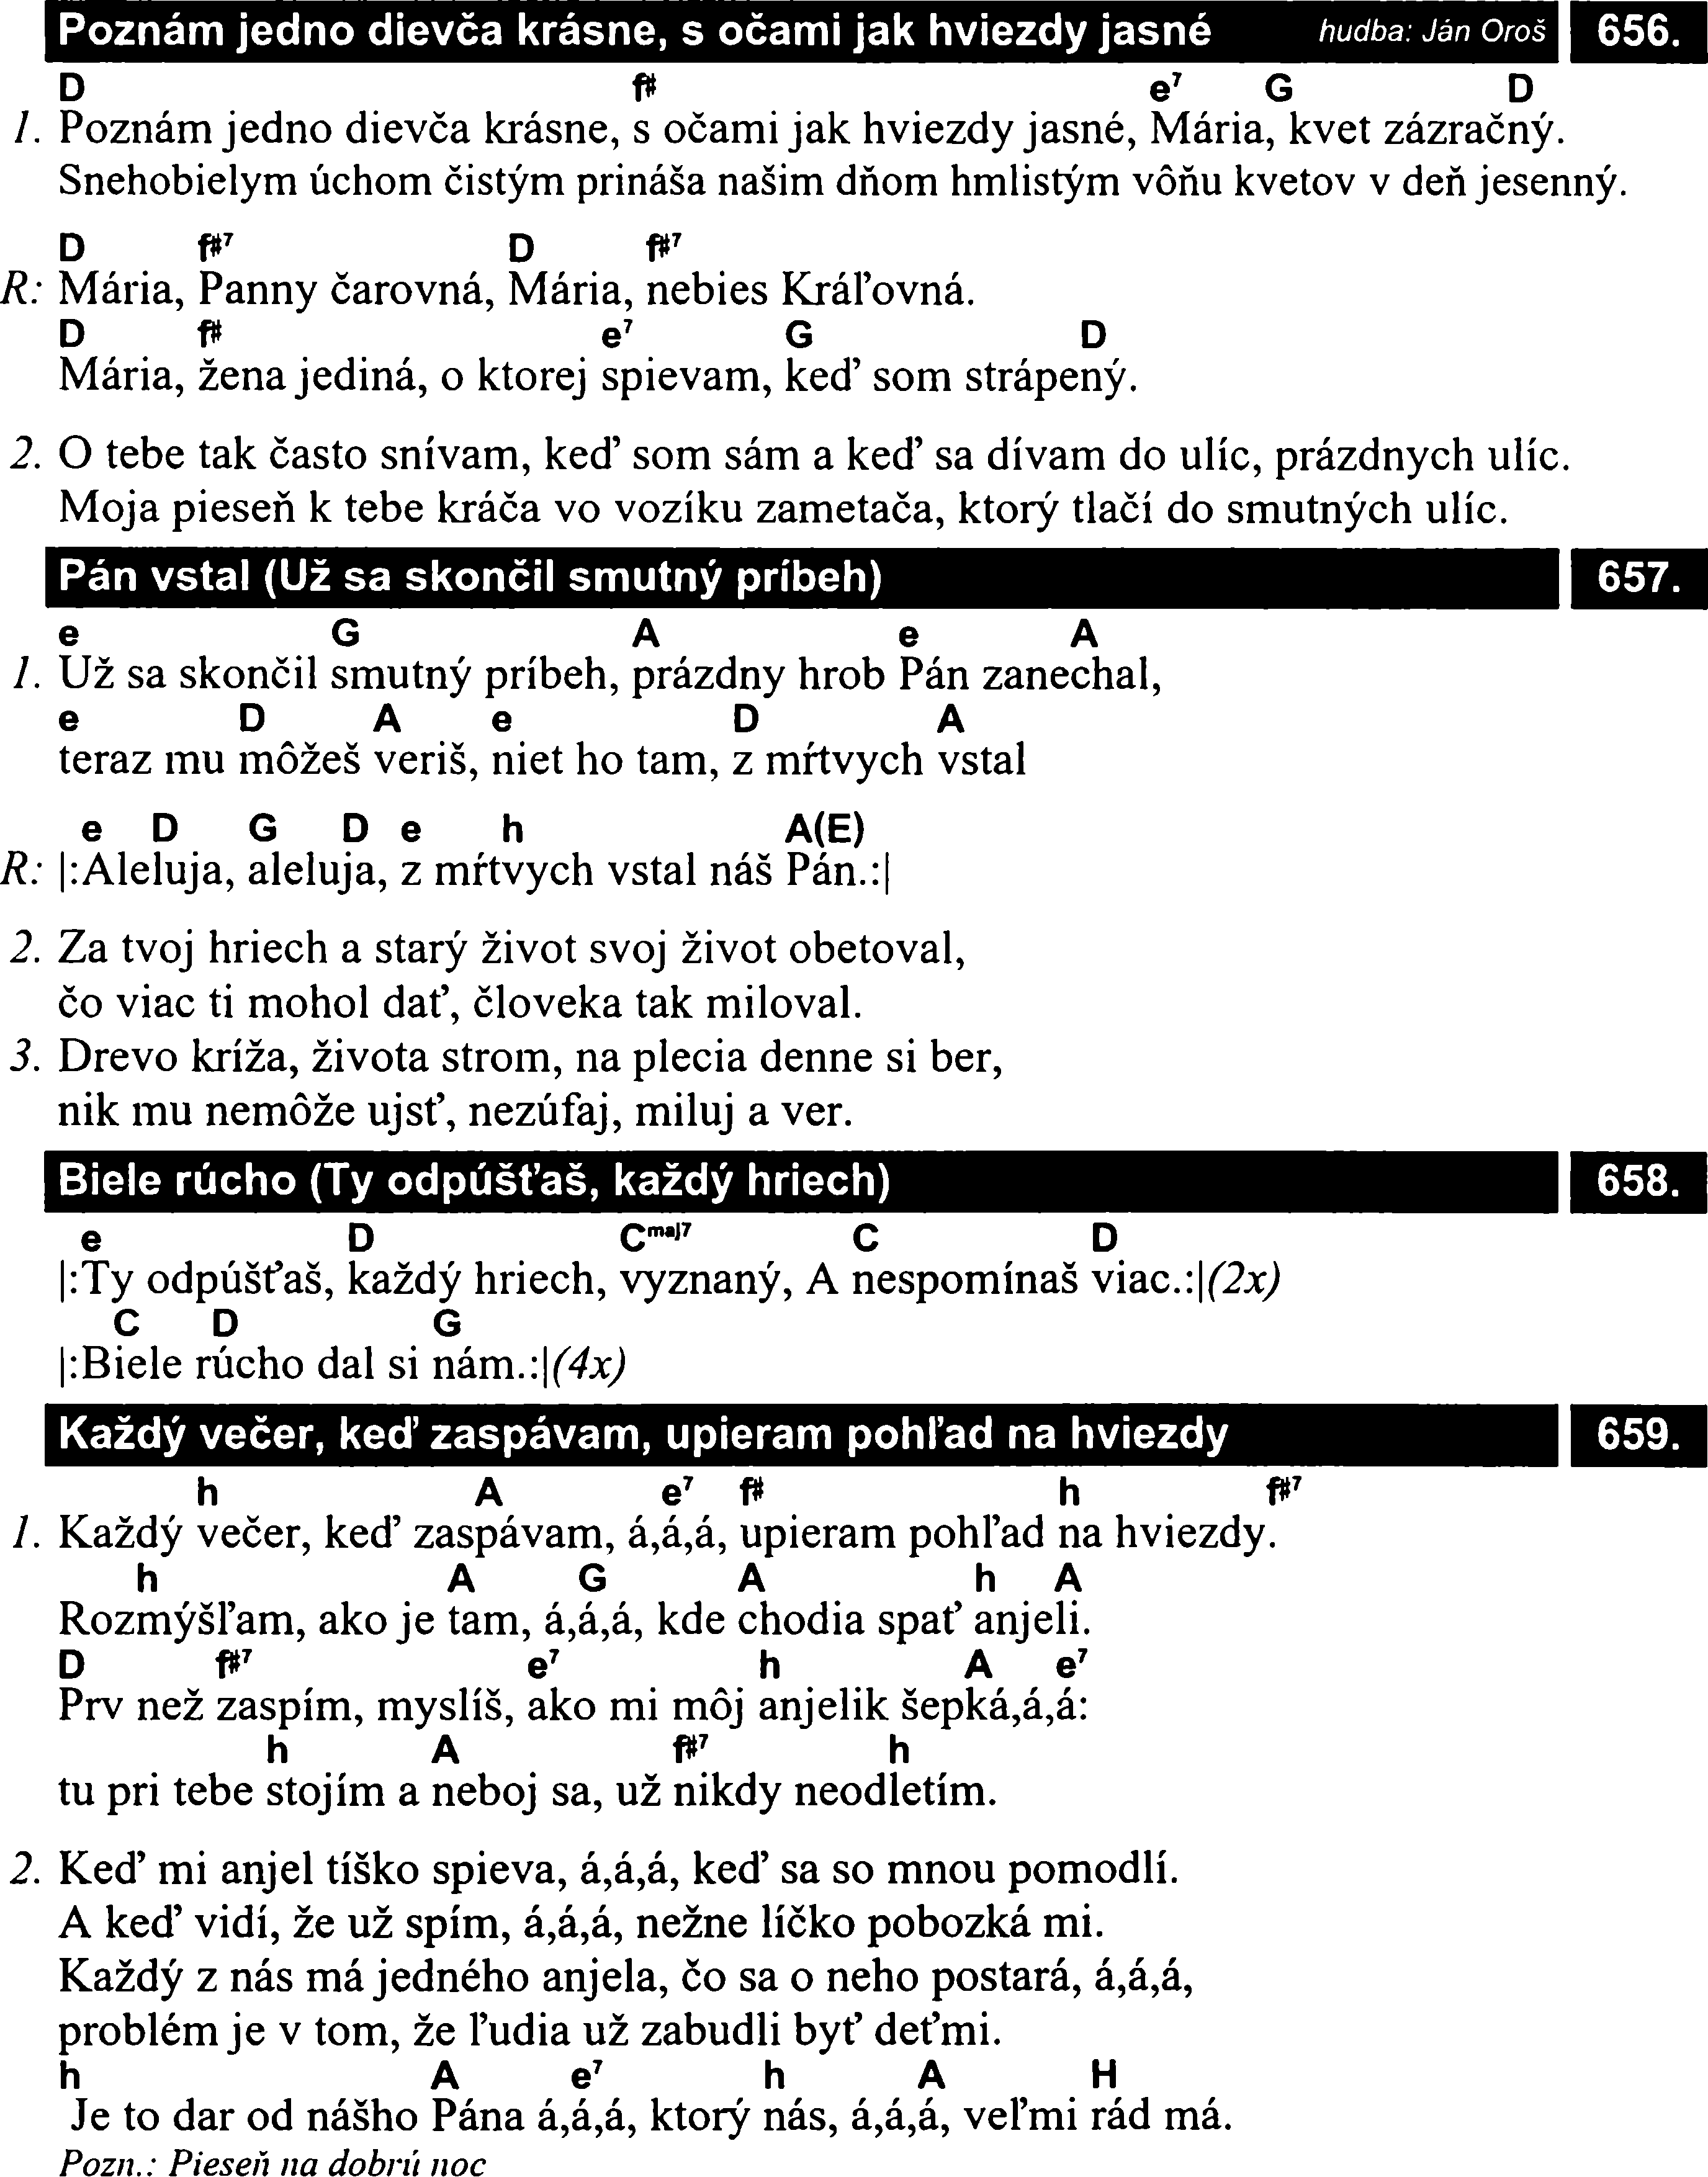 Poznám jedno dievča krásne, s očami jak hviezdy jasné hudba: Ján Oroš 656.
D f# e7 G D
1. Poznám jedno dievča krásne, s očami jak hviezdy jasné, Mária, kvet zázračný.
Snehobielym úchom čistým prináša našim dňom hmlistým vôňu kvetov v deň jesenný.
D f#7 D f#7
R: Mária, Panny čarovná, Mária, nebies Kráľovná.
D f# e7 G D
Mária, žena jediná, o ktorej spievam, keď som strápený.
2. O tebe tak často snívam, keď som sám a keď sa dívam do ulíc, prázdnych ulíc.
Moja pieseň k tebe kráča vo vozíku zametača, ktorý tlačí do smutných ulíc.
Pán vstal (Už sa skončil smutný príbeh) 657.
e G A e A
1. Už sa skončil smutný príbeh, prázdny hrob Pán zanechal,
e D A e D A
teraz mu môžeš veriš, niet ho tam, z mŕtvych vstal
e D G D e h A(E)
R: |:Aleluja, aleluja, z mŕtvych vstal náš Pán.:|
2. Za tvoj hriech a starý život svoj život obetoval,
čo viac ti mohol dať, človeka tak miloval.
3. Drevo kríža, života strom, na plecia denne si ber,
nik mu nemôže ujsť, nezúfaj, miluj a ver.
Biele rúcho (Ty odpúšťaš, každý hriech) 658.
e D Cmaj7 C D
|:Ty odpúšťaš, každý hriech, vyznaný, A nespomínaš viac.:|(2x)
C D G
|:Biele rúcho dal si nám.:|(4x)
Každý večer, keď zaspávam, upieram pohľad na hviezdy 659.
h A e7 f# h f#7
1. Každý večer, keď zaspávam, á,á,á, upieram pohľad na hviezdy.
h A G A h A
Rozmýšľam, ako je tam, á,á,á, kde chodia spať anjeli.
D f#7 e7 h A e7
Prv než zaspím, myslíš, ako mi môj anjelik šepká,á,á:
h A f#7 h
tu pri tebe stojím a neboj sa, už nikdy neodletím.
2. Keď mi anjel tíško spieva, á,á,á, keď sa so mnou pomodlí.
A keď vidí, že už spím, á,á,á, nežne líčko pobozká mi.
Každý z nás má jedného anjela, čo sa o neho postará, á,á,á,
problém je v tom, že ľudia už zabudli byť deťmi.
h A e7 h A H
Je to dar od nášho Pána á,á,á, ktorý nás, á,á,á, veľmi rád má.
Pozn.: Pieseň na dobrú noc